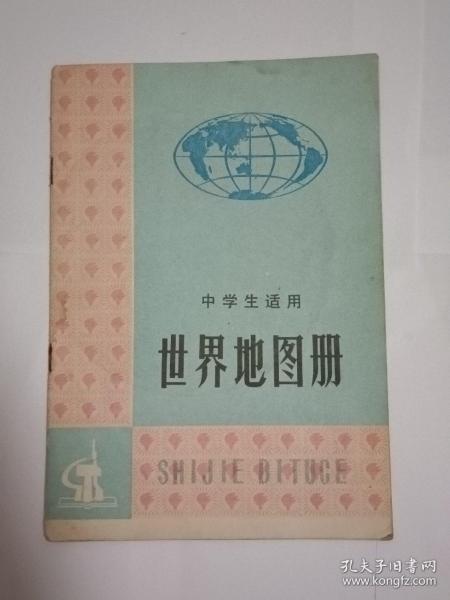 中学生适用
世界地图册
SHIJIE DITUCE
孔夫子旧书网
www.kongfz.com